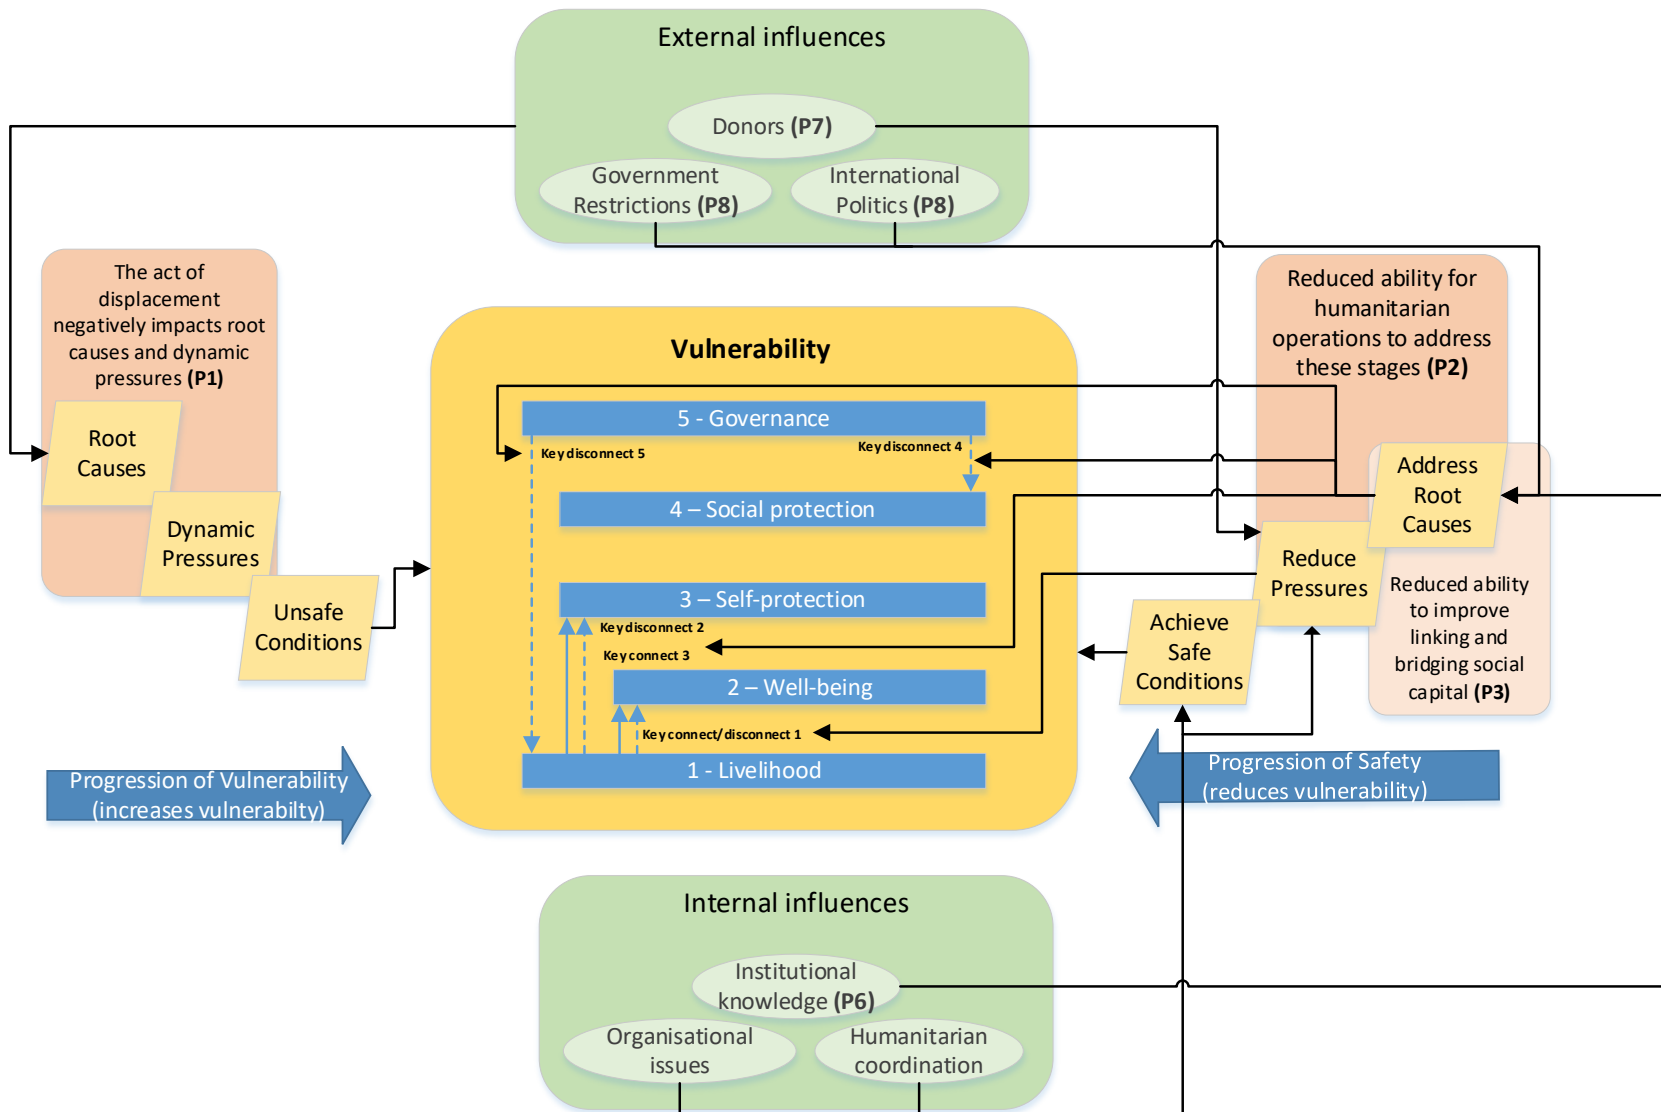 External influences
Donors (P7)
Government
Restrictions (P8)
International
Politics (P8)
The act of
displacement
negatively impacts root
causes and dynamic
pressures (P1)
Root
Causes
Dynamic
Pressures
Unsafe
Conditions
Vulnerability
5 - Governance
Key disconnect 5
Key disconnect 4
4 – Social protection
3 – Self-protection
Key disconnect 2
Key connect 3
2 – Well-being
Key connect/disconnect 1
1 - Livelihood
Reduced ability for
humanitarian
operations to address
these stages (P2)
Address
Root
Causes
Reduce
Pressures
Achieve
Safe
Conditions
Reduced ability
to improve
linking and
bridging social
capital (P3)
Progression of Vulnerability
(increases vulnerabilty)
Progression of Safety
(reduces vulnerability)
Internal influences
Institutional
knowledge (P6)
Organisational
issues
Humanitarian
coordination